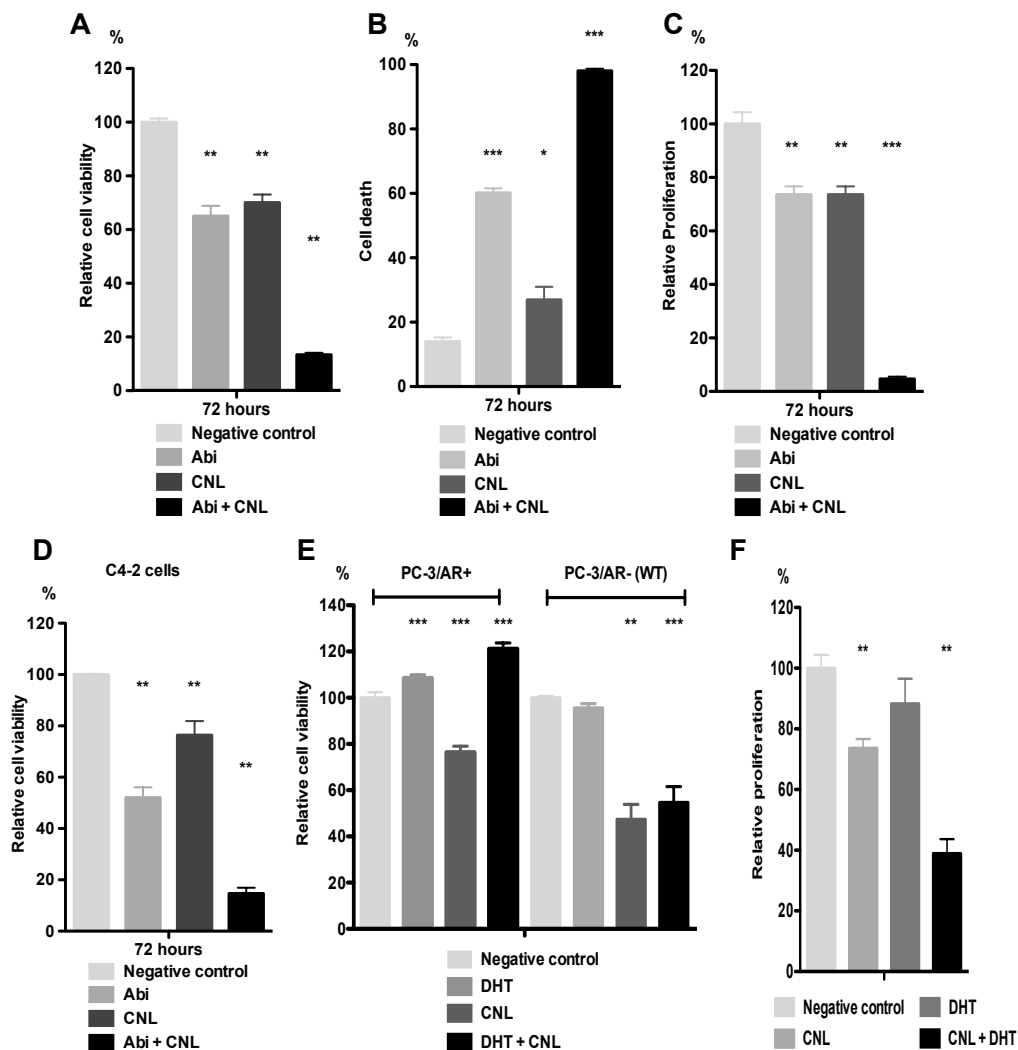 A
%
Relative cell viability
120
100
80
60
40
20
0
**
**
**
72 hours
Negative control
Abi
CNL
Abi + CNL
B
%
Cell death
100
80
60
40
20
0
***
*
***
72 hours
Negative control
Abi
CNL
Abi + CNL
C
%
Relative Proliferation
120
100
80
60
40
20
0
**
**
***
72 hours
Negative control
Abi
CNL
Abi + CNL
D
C4-2 cells
%
Relative cell viability
120
100
80
60
40
20
0
**
**
**
72 hours
Negative control
Abi
CNL
Abi + CNL
E
PC-3/AR+
PC-3/AR- (WT)
%
Relative cell viability
140
120
100
80
60
40
20
0
***
***
***
**
***
Negative control
DHT
CNL
DHT + CNL
F
%
Relative proliferation
120
100
80
60
40
20
0
**
**
Negative control
DHT
CNL
CNL + DHT